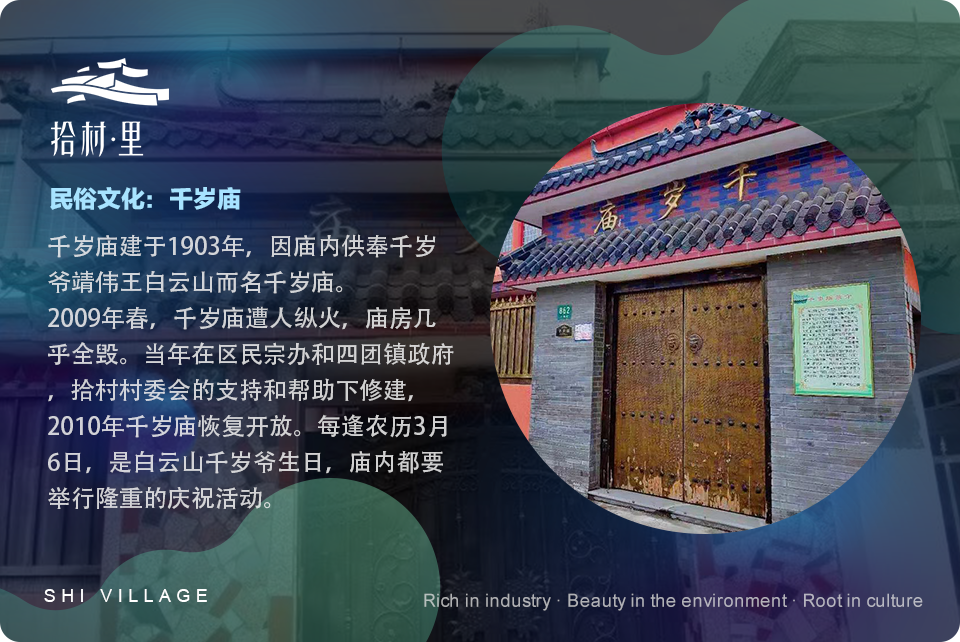 拾村·里
民俗文化：千岁庙
千岁庙建于1903年，因庙内供奉千岁
爷靖伟王白云山而名千岁庙。
2009年春，千岁庙遭人纵火，庙房几
乎全毁。当年在区民宗办和四团镇政府
，拾村村委会的支持和帮助下修建，
2010年千岁庙恢复开放。每逢农历3月
6日，是白云山千岁爷生日，庙内都要
举行隆重的庆祝活动。
庙岁千
862
SHI VILLAGE
Rich in industry · Beauty in the environment · Root in culture